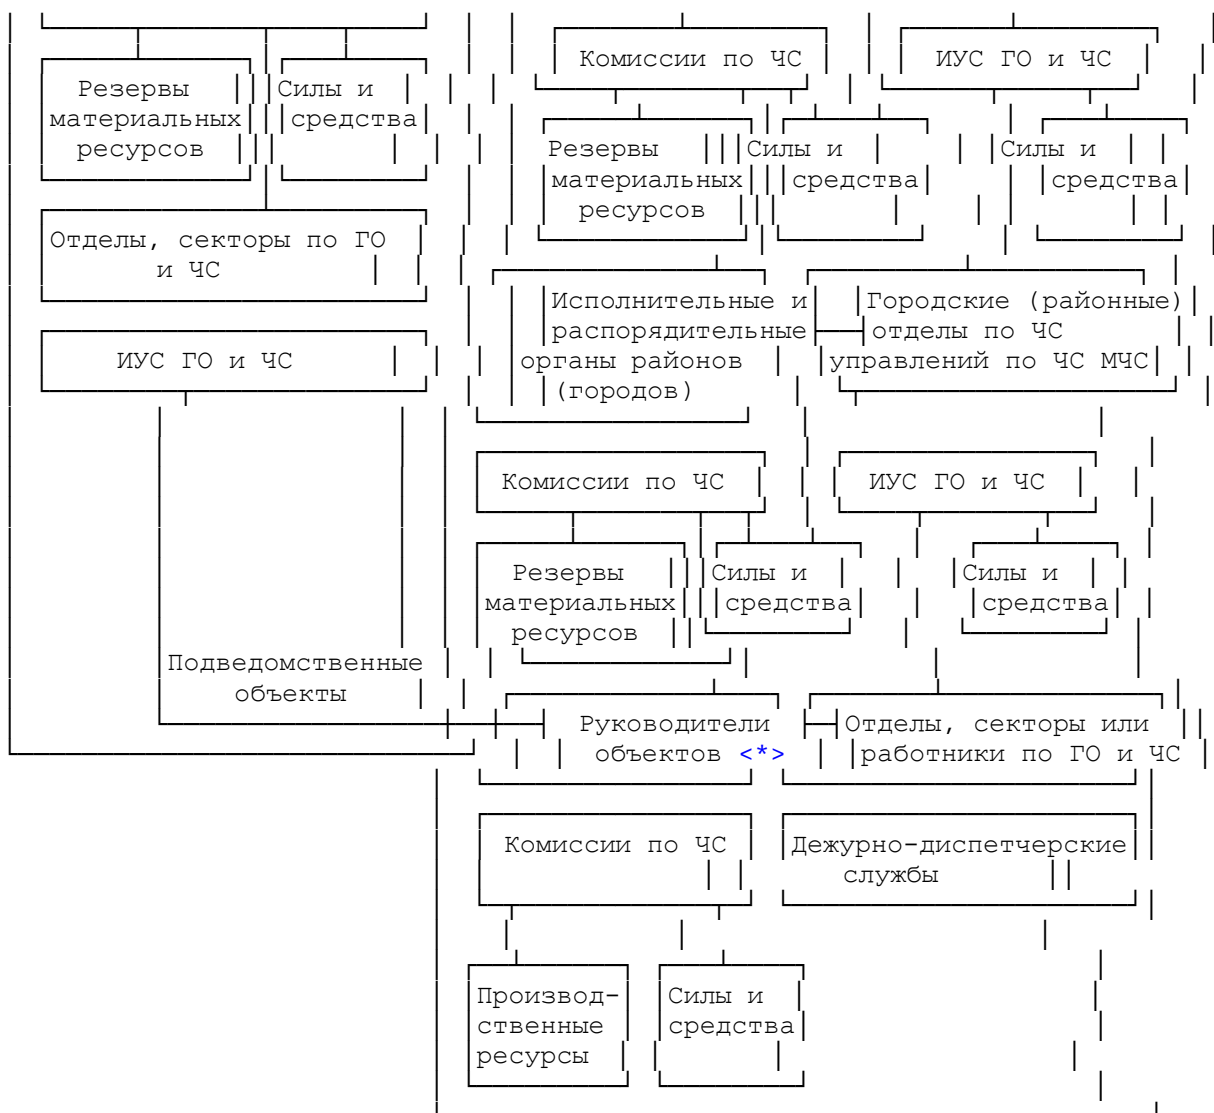 Комиссии по ЧС ИУС ГО и ЧС
Резервы Силы и
материальных средства
ресурсов
Резервы Силы и Силы и
материальных средства средства
ресурсов
Отделы, секторы по ГО
и ЧС
Исполнительные и Городские (районные)
распорядительные отделы по ЧС
ИУС ГО и ЧС органы районов управлений по ЧС МЧС
(городов)
Комиссии по ЧС ИУС ГО и ЧС
Резервы Силы и Силы и
материальных средства средства
ресурсов
Подведомственные
объекты
Руководители Отделы, секторы или
объектов <*> работники по ГО и ЧС
Комиссии по ЧС Дежурно-диспетчерские
службы
Производ- Силы и
ственные средства
ресурсы